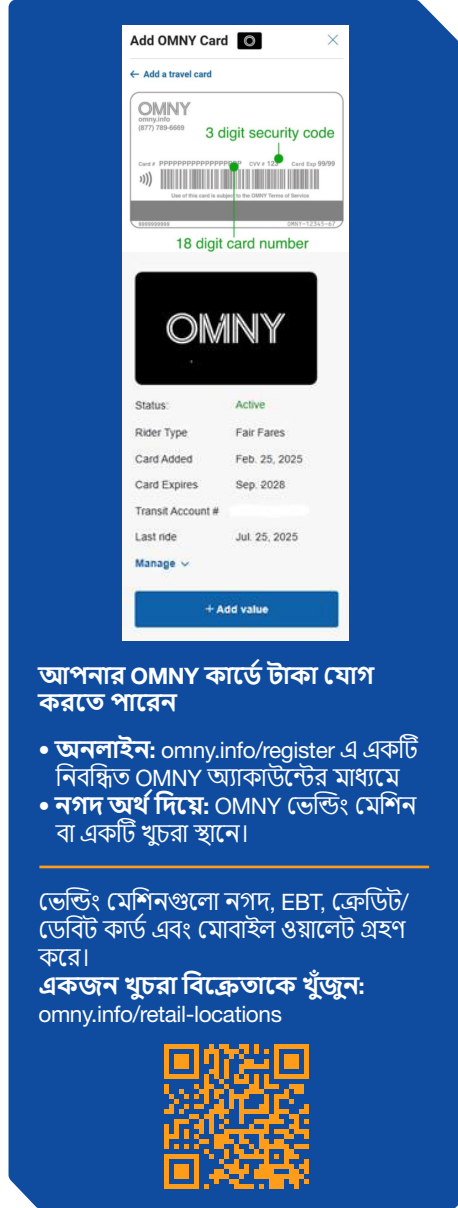 Add OMNY Card
← Add a travel card
OMNY
omny.info
(877) 789-6669
3 digit security code
Card # PPPPPPPPPPPPPPPPPP CVV # 123 Card Exp 99/99
Use of this card is subject to the OMNY Terms of Service
9999999999 OMNY-12345-67
18 digit card number
OMNY
Status: Active
Rider Type Fair Fares
Card Added Feb. 25, 2025
Card Expires Sep. 2028
Transit Account #
Last ride Jul. 25, 2025
Manage
+ Add value
আপনার OMNY কার্ডে টাকা যোগ
করতে পারেন
• অনলাইন: omny.info/register এ একটি
নিবন্ধিত OMNY অ্যাকাউন্টের মাধ্যমে
• নগদ অর্থ দিয়ে: OMNY ভেন্ডিং মেশিন
বা একটি খুচরা স্থানে।
ভেন্ডিং মেশিনগুলো নগদ, EBT, ক্রেডিট/
ডেবিট কার্ড এবং মোবাইল ওয়ালেট গ্রহণ
করে।
একজন খুচরা বিক্রেতাকে খুঁজুন:
omny.info/retail-locations